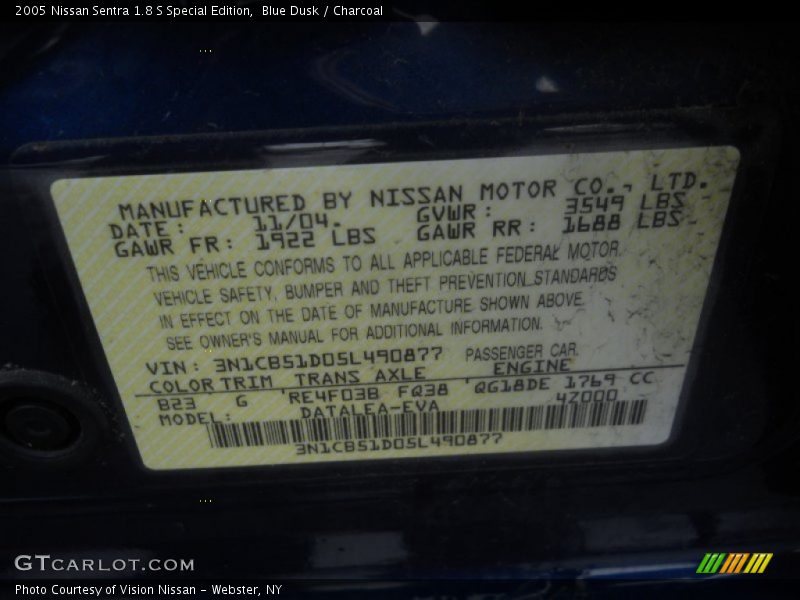 2005 Nissan Sentra 1.8 S Special Edition, Blue Dusk / Charcoal
MANUFACTURED BY NISSAN MOTOR CO., LTD.
DATE: 11/04. GVWR: 3549 LBS
GAWR FR: 1922 LBS GAWR RR: 1688 LBS
THIS VEHICLE CONFORMS TO ALL APPLICABLE FEDERAL MOTOR
VEHICLE SAFETY, BUMPER AND THEFT PREVENTION STANDARDS
IN EFFECT ON THE DATE OF MANUFACTURE SHOWN ABOVE.
SEE OWNER'S MANUAL FOR ADDITIONAL INFORMATION.
VIN: 3N1CB51D05L490877 PASSENGER CAR
COLOR TRIM TRANS AXLE ENGINE
B23 G RE4F03B FQ38 QG18DE 1769 CC
MODEL: DATALEA-EVA 47000
3N1CB51D05L490877
GTcarlot.com
Photo Courtesy of Vision Nissan - Webster, NY